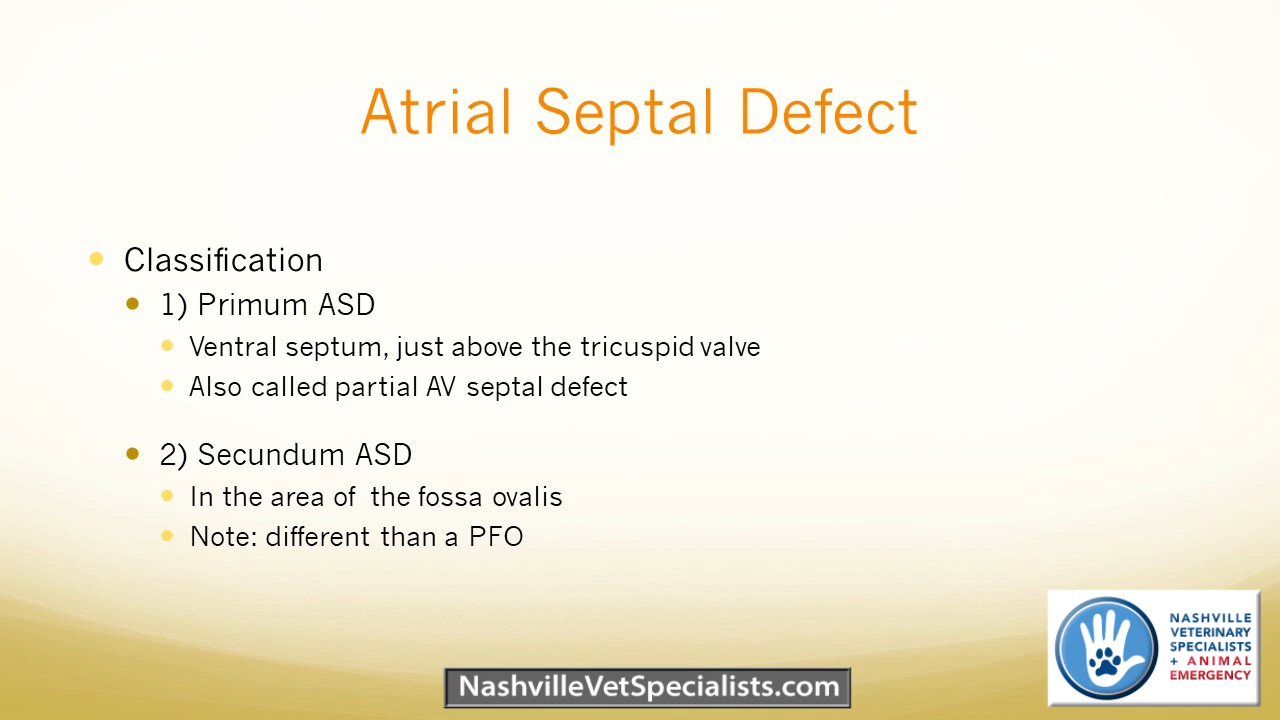 Atrial Septal Defect
Classification
1) Primum ASD
Ventral septum, just above the tricuspid valve
Also called partial AV septal defect
2) Secundum ASD
In the area of the fossa ovalis
Note: different than a PFO
NASHVILLE
VETERINARY
SPECIALISTS
+ ANIMAL
EMERGENCY
NashvilleVetSpecialists.com